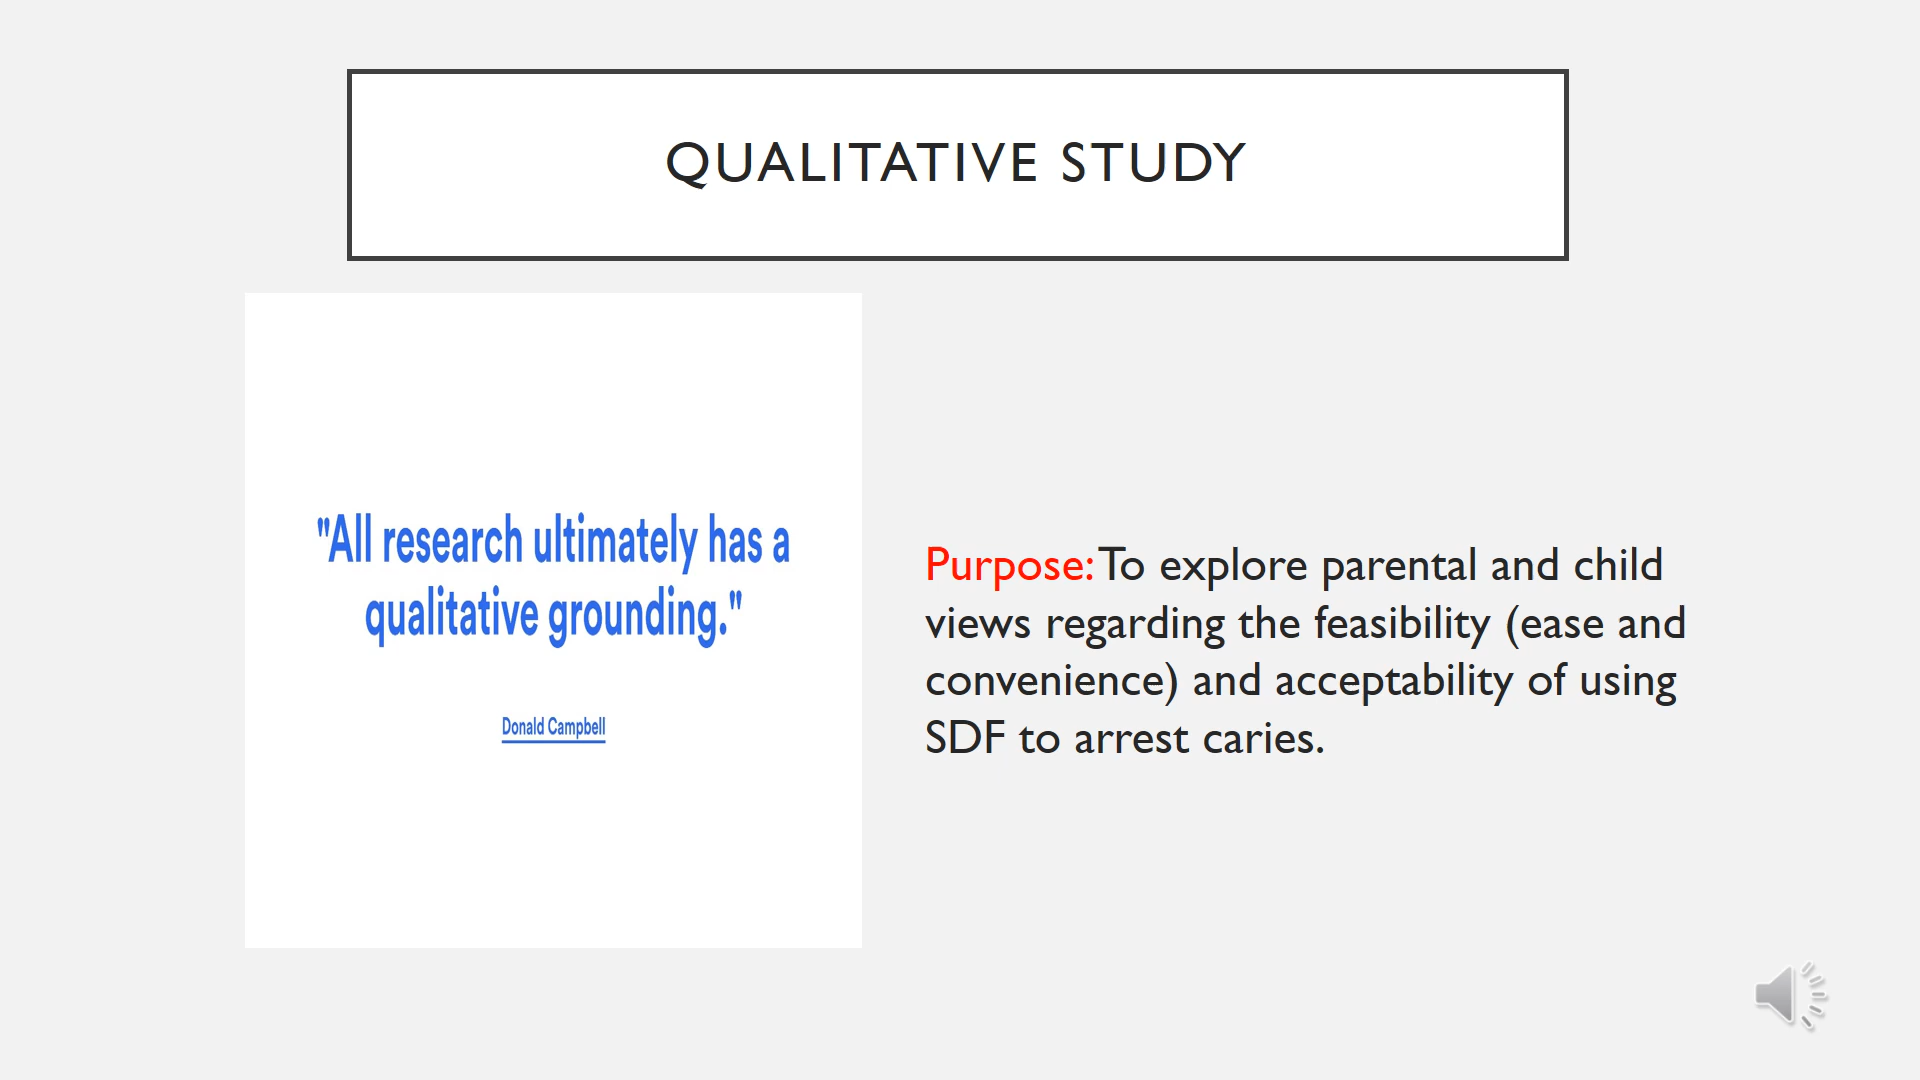 QUALITATIVE STUDY
"All research ultimately has a
qualitative grounding."
Donald Campbell
Purpose: To explore parental and child
views regarding the feasibility (ease and
convenience) and acceptability of using
SDF to arrest caries.